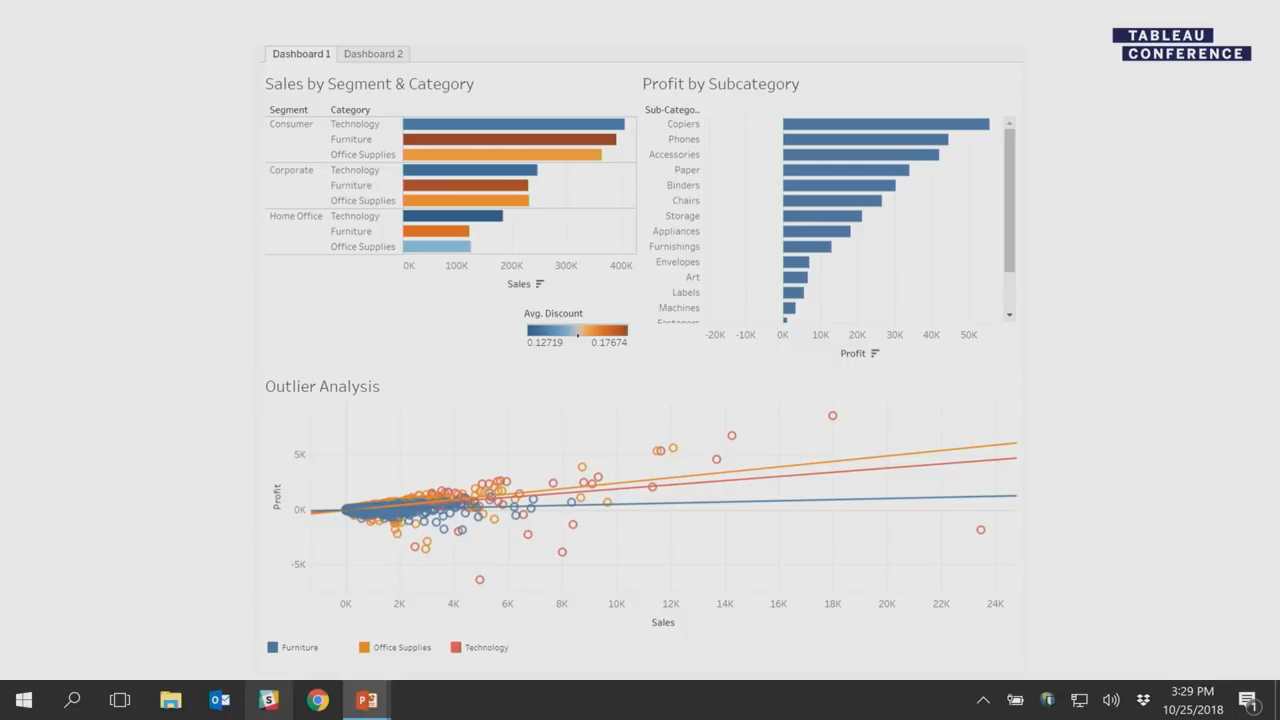 TABLEAU
CONFERENCE
Dashboard 1 Dashboard 2
Sales by Segment & Category
Segment Category
Consumer Technology
Furniture
Office Supplies
Corporate Technology
Furniture
Office Supplies
Home Office Technology
Furniture
Office Supplies
0K 100K 200K 300K 400K
Sales
Avg. Discount
0.12719 0.17674
Profit by Subcategory
Sub-Catego..
Copiers
Phones
Accessories
Paper
Binders
Chairs
Storage
Appliances
Furnishings
Envelopes
Art
Labels
Machines
Fasteners
-20K -10K 0K 10K 20K 30K 40K 50K
Profit
Outlier Analysis
Profit
5K
0K
-5K
0K 2K 4K 6K 8K 10K 12K 14K 16K 18K 20K 22K 24K
Sales
Furniture Office Supplies Technology
3:29 PM
10/25/2018
1